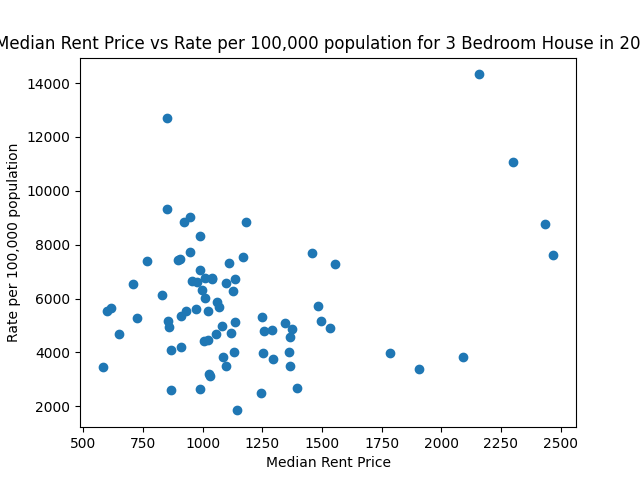 Median Rent Price vs Rate per 100,000 population for 3 Bedroom House in 20
14000
12000
10000
8000
6000
4000
2000
Rate per 100,000 population
500 750 1000 1250 1500 1750 2000 2250 2500
Median Rent Price